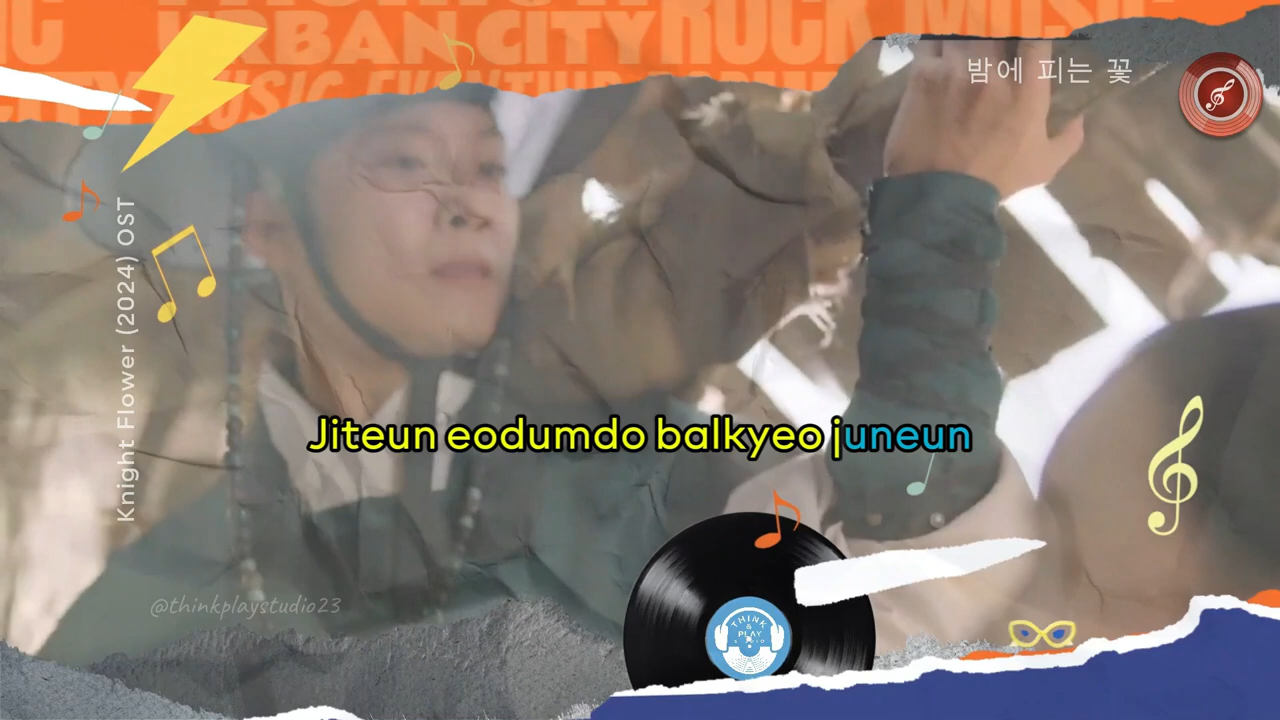 URBAN CITY ROCK MUSIC
밤에 피는 꽃
Knight Flower (2024) OST
Jiteun eodumdo balkyeo juneun
@thinkplaystudio23
THINK
&
PLAY
STUDIO